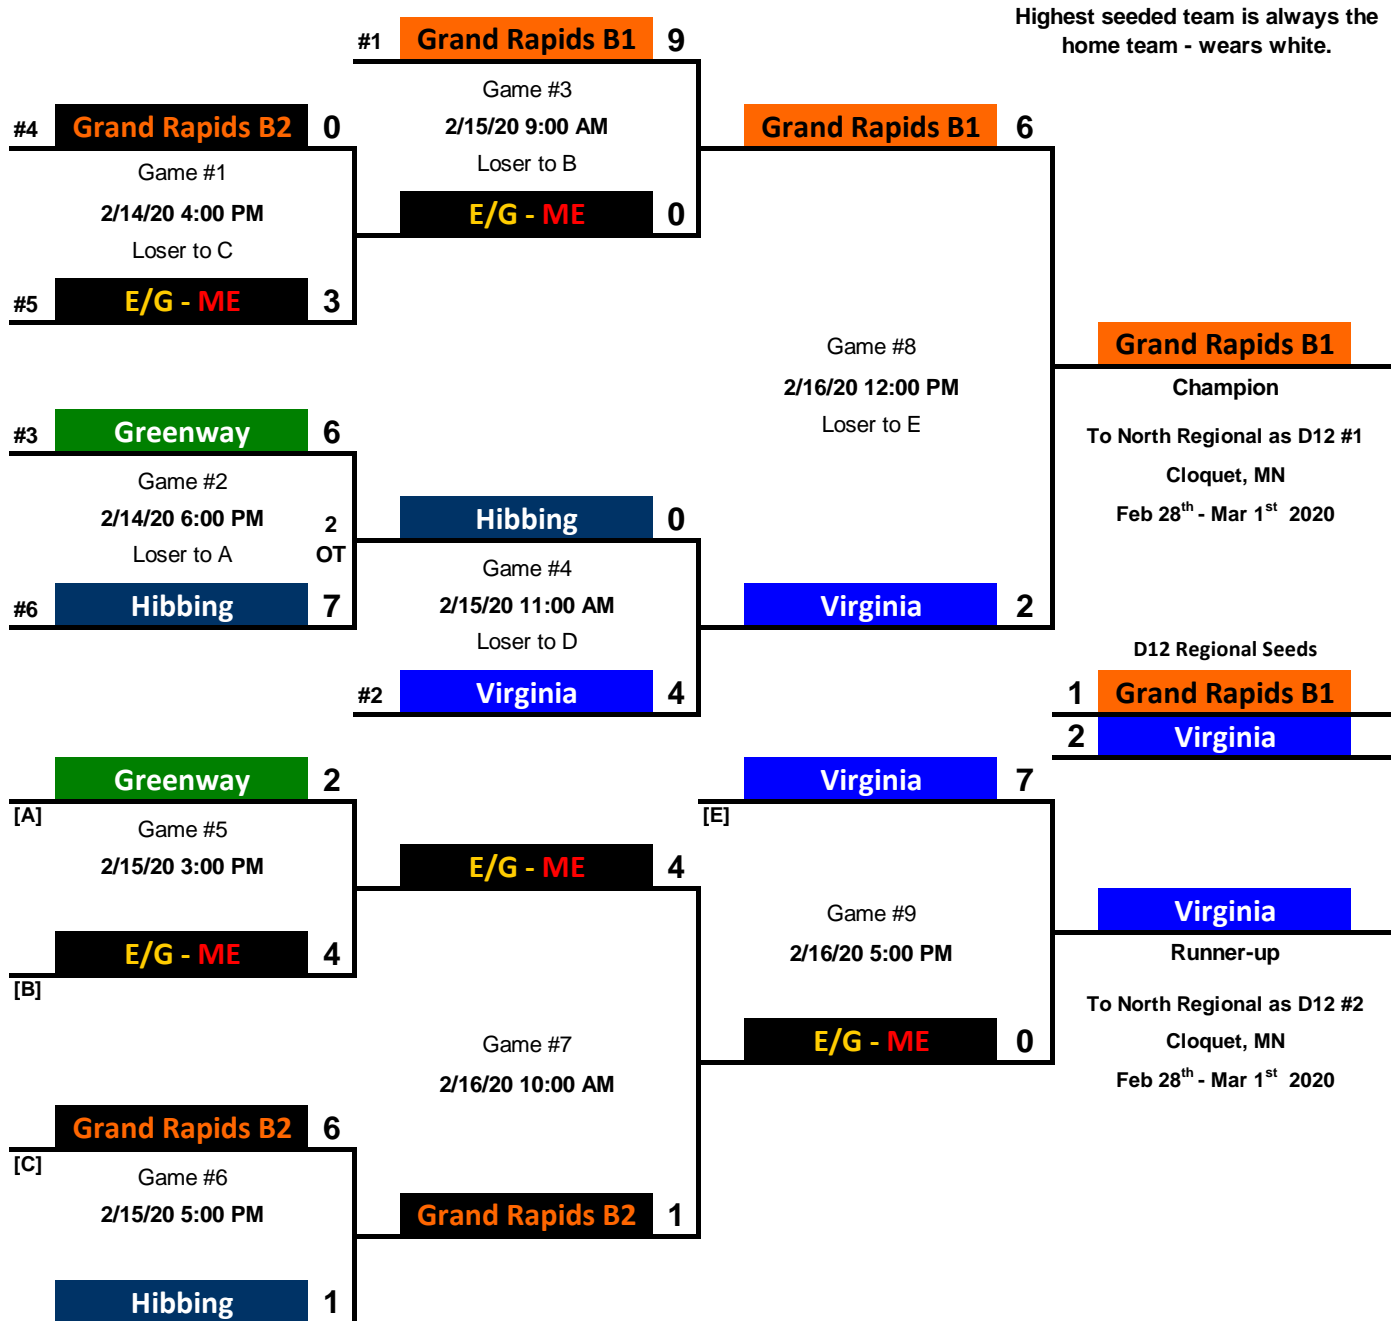 Highest seeded team is always the
home team - wears white.
#1 Grand Rapids B1 9
Game #3
2/15/20 9:00 AM
Loser to B
E/G - ME 0
#4 Grand Rapids B2 0
Game #1
2/14/20 4:00 PM
Loser to C
#5 E/G - ME 3
Grand Rapids B1 6
Game #8
2/16/20 12:00 PM
Loser to E
Virginia 2
Grand Rapids B1
Champion
To North Regional as D12 #1
Cloquet, MN
Feb 28th - Mar 1st 2020
#3 Greenway 6
Game #2
2/14/20 6:00 PM 2
Loser to A OT
#6 Hibbing 7
Hibbing 0
Game #4
2/15/20 11:00 AM
Loser to D
#2 Virginia 4
D12 Regional Seeds
1 Grand Rapids B1
2 Virginia
Greenway 2
[A]
Game #5
2/15/20 3:00 PM
E/G - ME 4
[B]
E/G - ME 4
Game #7
2/16/20 10:00 AM
Grand Rapids B2 1
Virginia 7
[E]
Game #9
2/16/20 5:00 PM
E/G - ME 0
Virginia
Runner-up
To North Regional as D12 #2
Cloquet, MN
Feb 28th - Mar 1st 2020
Grand Rapids B2 6
[C]
Game #6
2/15/20 5:00 PM
Hibbing 1